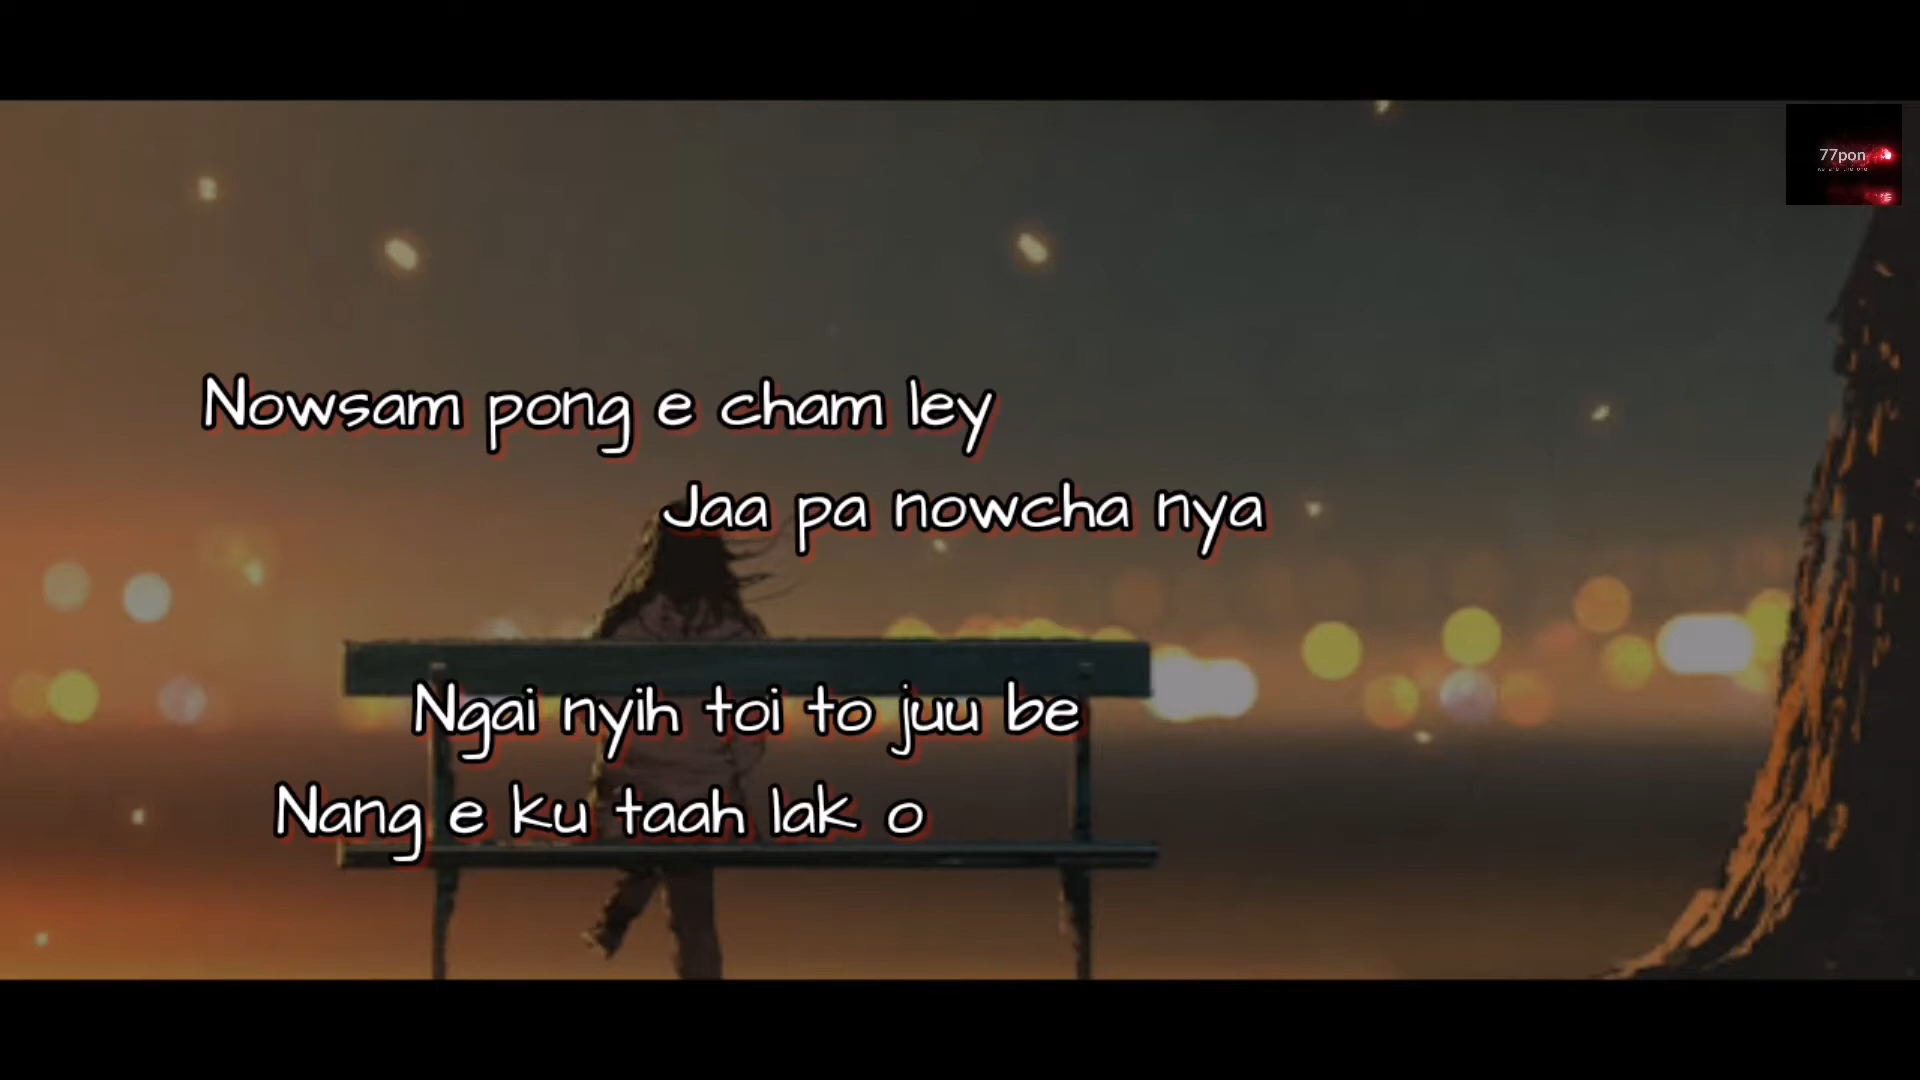 77pon
Nowsam pong e cham ley
Jaa pa nowcha nya
Ngai nyih toi to juu be
Nang e ku taah lak o